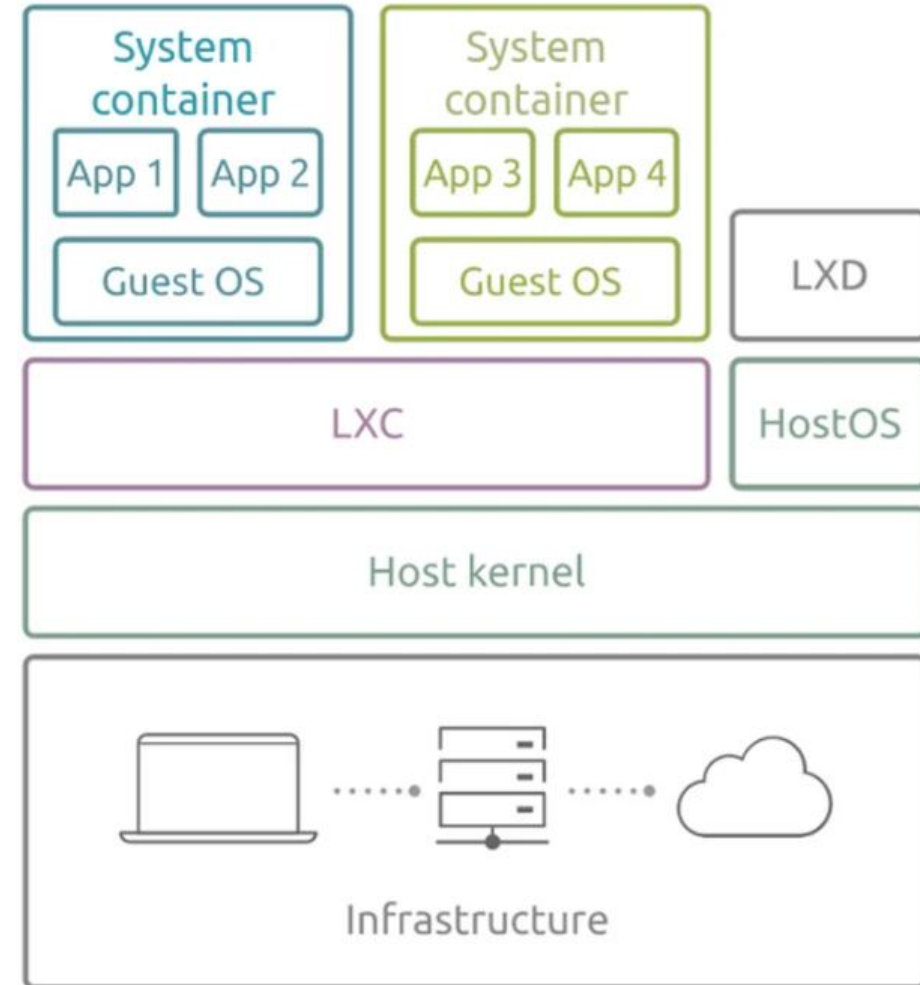 System
container
App 1
App 2
Guest OS
System
container
App 3
App 4
Guest OS
LXD
LXC
HostOS
Host kernel
Infrastructure